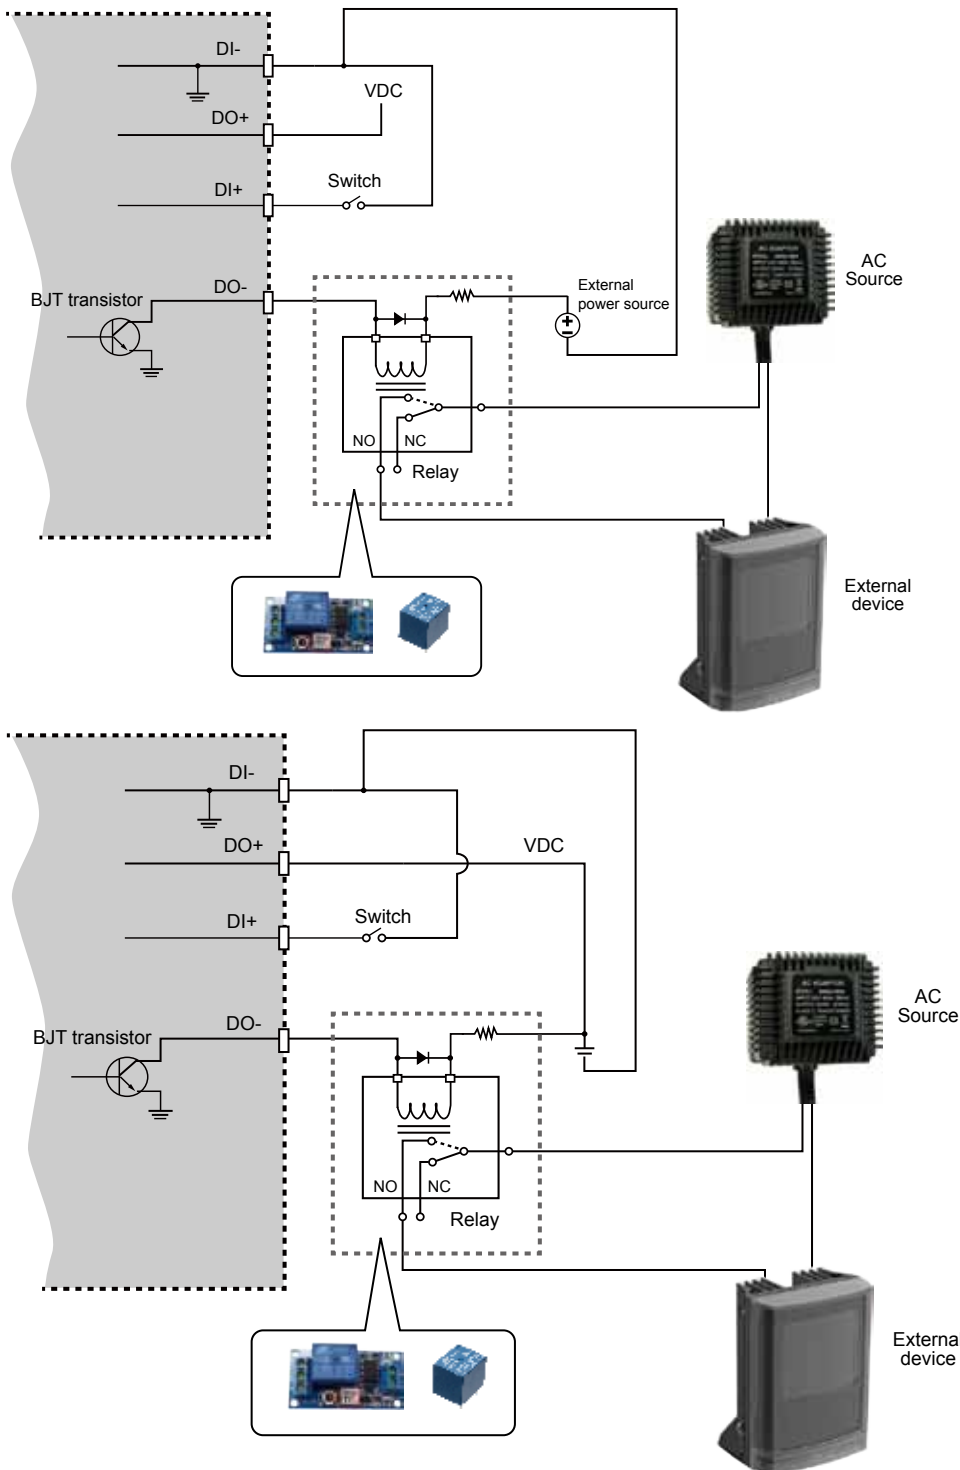 DI-
VDC
DO+
DI+
Switch
DO-
BJT transistor
External
power source
AC
Source
NO
NC
Relay
External
device
DI-
DO+
VDC
DI+
Switch
DO-
BJT transistor
AC
Source
NO
NC
Relay
External
device